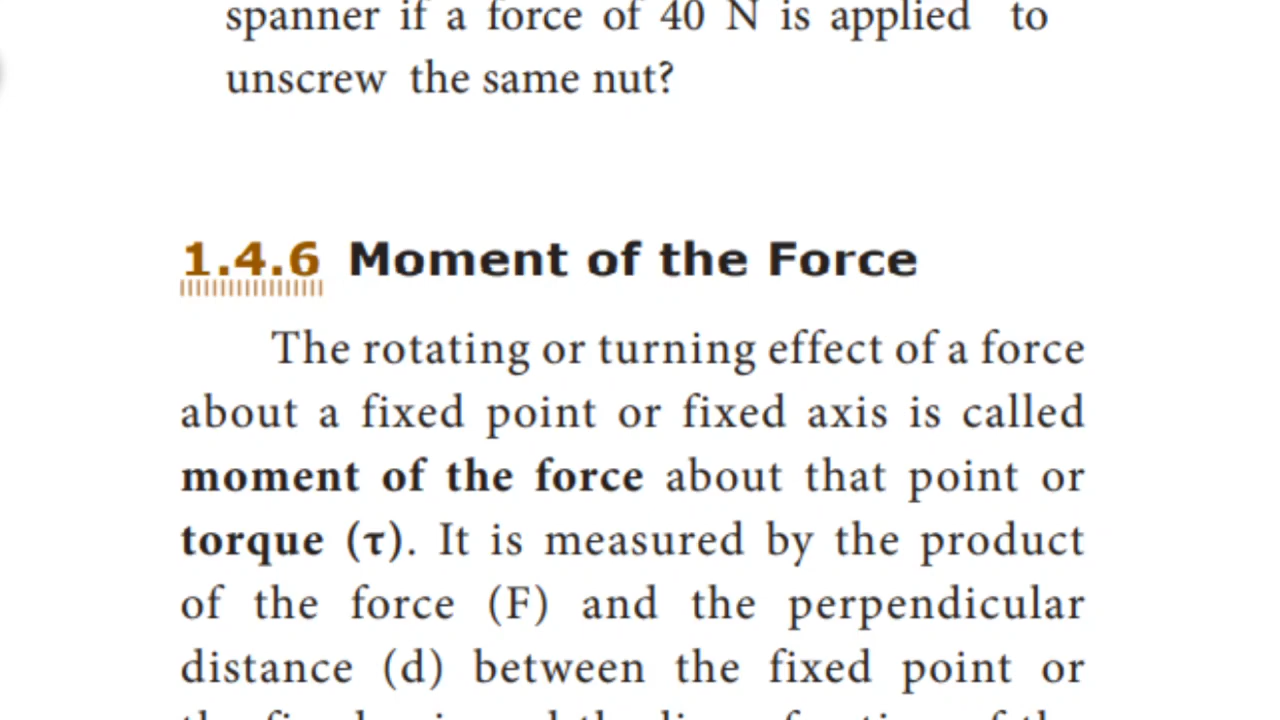 spanner if a force of 40 N is applied to
unscrew the same nut?
1.4.6 Moment of the Force
The rotating or turning effect of a force
about a fixed point or fixed axis is called
moment of the force about that point or
torque (τ). It is measured by the product
of the force (F) and the perpendicular
distance (d) between the fixed point or